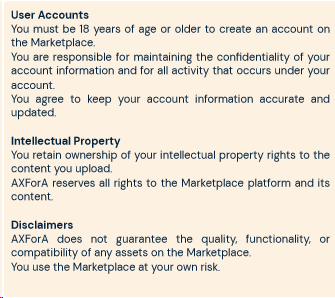 User Accounts
You must be 18 years of age or older to create an account on
the Marketplace.
You are responsible for maintaining the confidentiality of your
account information and for all activity that occurs under your
account.
You agree to keep your account information accurate and
updated.
Intellectual Property
You retain ownership of your intellectual property rights to the
content you upload.
AXForA reserves all rights to the Marketplace platform and its
content.
Disclaimers
AXForA does not guarantee the quality, functionality, or
compatibility of any assets on the Marketplace.
You use the Marketplace at your own risk.